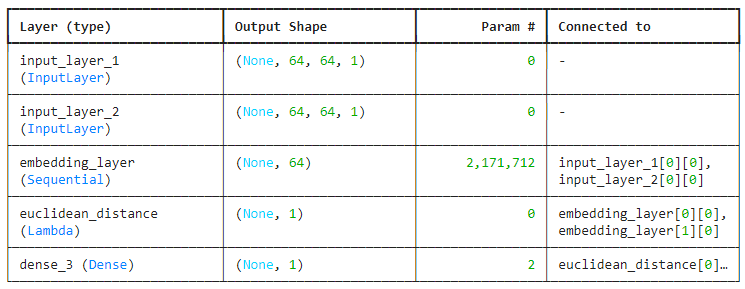 Layer (type) Output Shape Param # Connected to
input_layer_1 (None, 64, 64, 1) 0 -
(InputLayer)
input_layer_2 (None, 64, 64, 1) 0 -
(InputLayer)
embedding_layer (None, 64) 2,171,712 input_layer_1[0][0],
(Sequential) input_layer_2[0][0]
euclidean_distance (None, 1) 0 embedding_layer[0][0],
(Lambda) embedding_layer[1][0]
dense_3 (Dense) (None, 1) 2 euclidean_distance[0]…